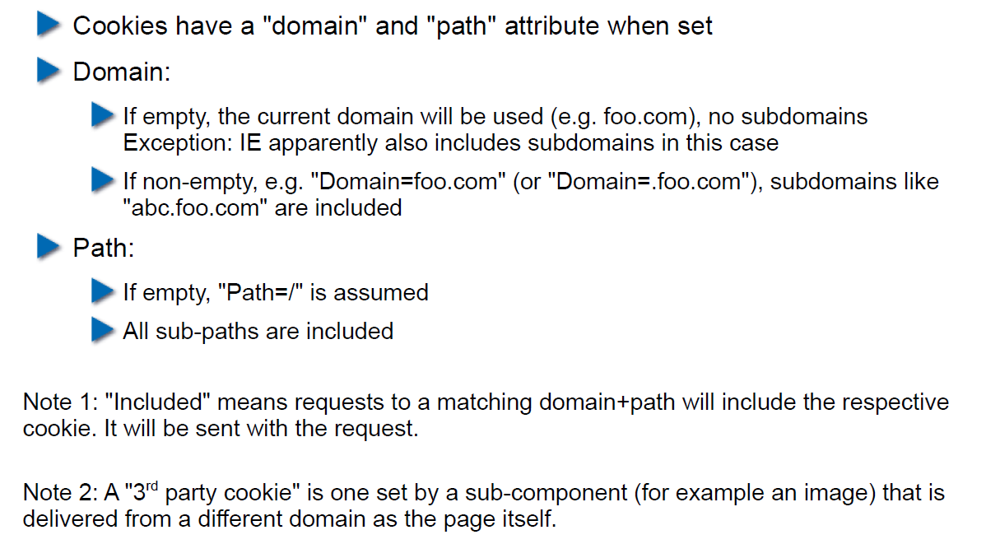 Cookies have a "domain" and "path" attribute when set
Domain:
If empty, the current domain will be used (e.g. foo.com), no subdomains
Exception: IE apparently also includes subdomains in this case
If non-empty, e.g. "Domain=foo.com" (or "Domain=.foo.com"), subdomains like
"abc.foo.com" are included
Path:
If empty, "Path=/" is assumed
All sub-paths are included
Note 1: "Included" means requests to a matching domain+path will include the respective
cookie. It will be sent with the request.
Note 2: A "3rd party cookie" is one set by a sub-component (for example an image) that is
delivered from a different domain as the page itself.